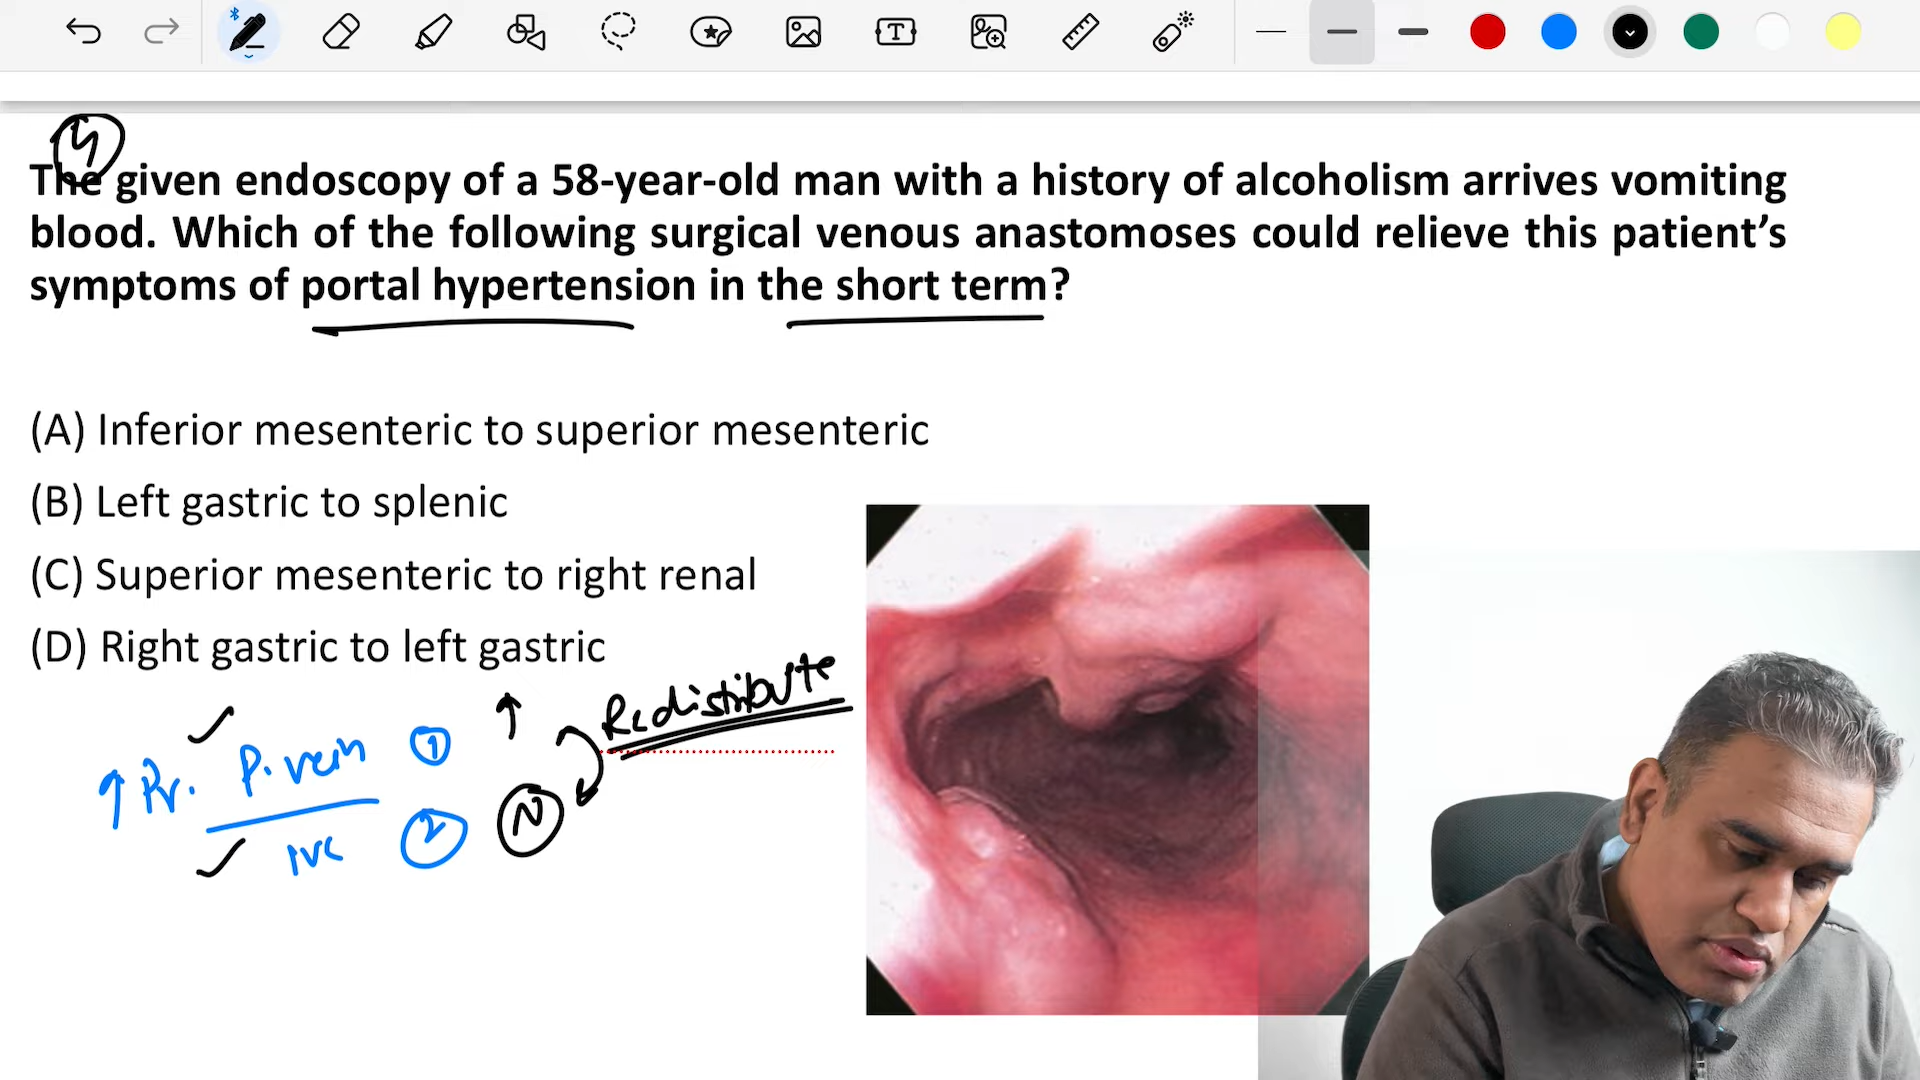 4
The given endoscopy of a 58-year-old man with a history of alcoholism arrives vomiting
blood. Which of the following surgical venous anastomoses could relieve this patient’s
symptoms of portal hypertension in the short term?
(A) Inferior mesenteric to superior mesenteric
(B) Left gastric to splenic
(C) Superior mesenteric to right renal
(D) Right gastric to left gastric
Redistribute
↑ Pr. P. vein 1 ↑
IVC 2 N